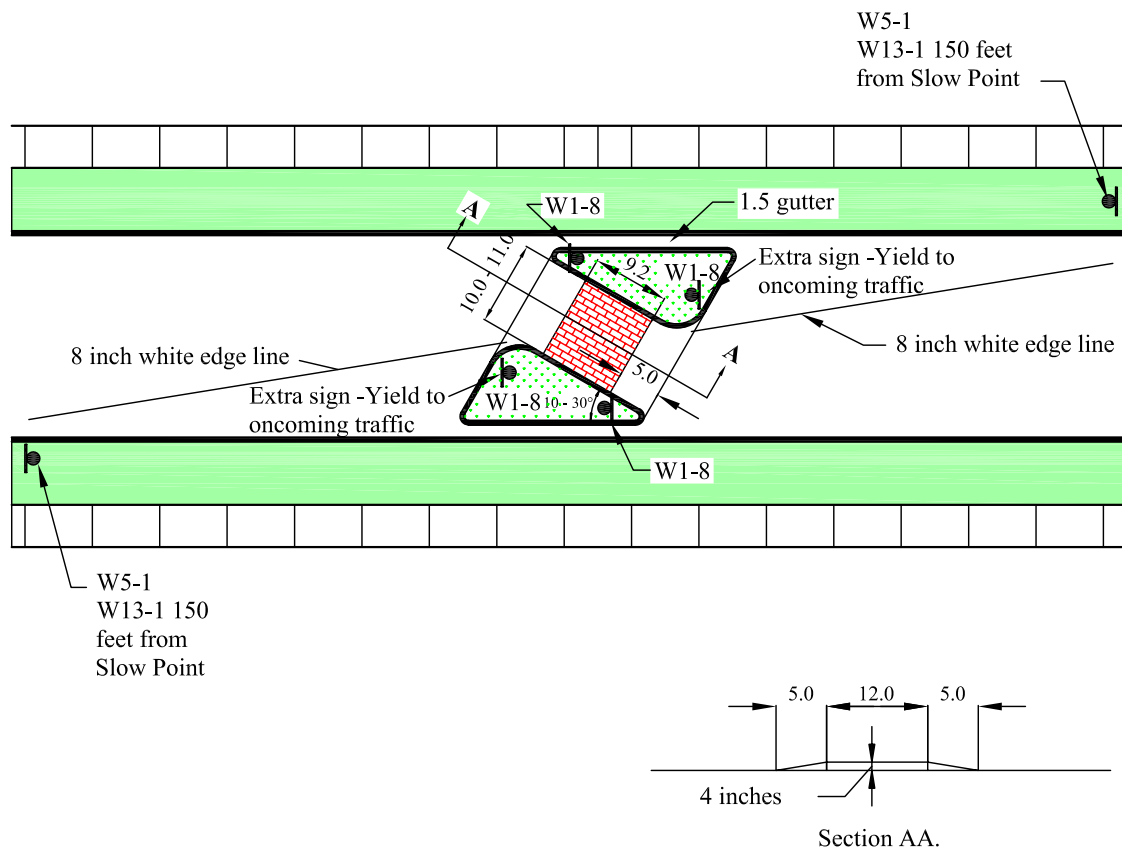 W5-1
W13-1 150 feet
from Slow Point
A
W1-8
1.5 gutter
10.0 - 11.0
9.2
W1-8
Extra sign -Yield to
oncoming traffic
8 inch white edge line
8 inch white edge line
A
5.0
Extra sign -Yield to
oncoming traffic
W1-8
10 - 30°
W1-8
W5-1
W13-1 150
feet from
Slow Point
5.0
12.0
5.0
4 inches
Section AA.